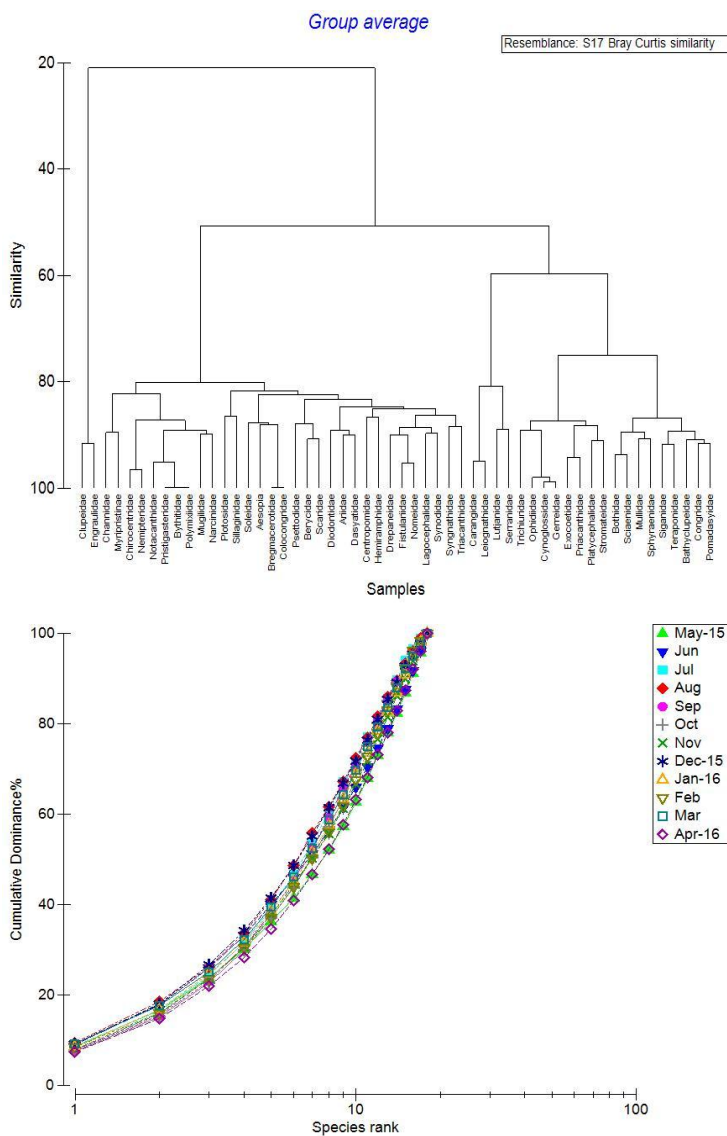 Group average
Resemblance: S17 Bray Curtis similarity
20
40
60
80
100
Similarity
Clupeidae
Engraulidae
Channidae
Myripristinae
Chirocentridae
Nemipteridae
Notacanthidae
Pristigasteridae
Bythitidae
Polymixiidae
Mugilidae
Narcinidae
Plotosidae
Sillaginidae
Soleidae
Aesopia
Bregmacerotidae
Colocongridae
Psettodidae
Berycidae
Scaridae
Diodontidae
Ariidae
Dasyatidae
Centropomidae
Hemiramphidae
Drepaneidae
Fistulariidae
Nomeidae
Lagocephalidae
Synodidae
Syngnathidae
Triacanthidae
Carangidae
Leiognathidae
Lutjanidae
Serranidae
Trichiuridae
Ophidiidae
Cynoglossidae
Gerreidae
Exocoetidae
Priacanthidae
Platycephalidae
Stromateidae
Bothidae
Sciaenidae
Mullidae
Sphyraenidae
Siganidae
Teraponidae
Bathyclupeidae
Congridae
Pomadasyidae
Samples
100
80
60
40
20
0
Cumulative Dominance%
1
10
100
Species rank
May-15
Jun
Jul
Aug
Sep
Oct
Nov
Dec-15
Jan-16
Feb
Mar
Apr-16